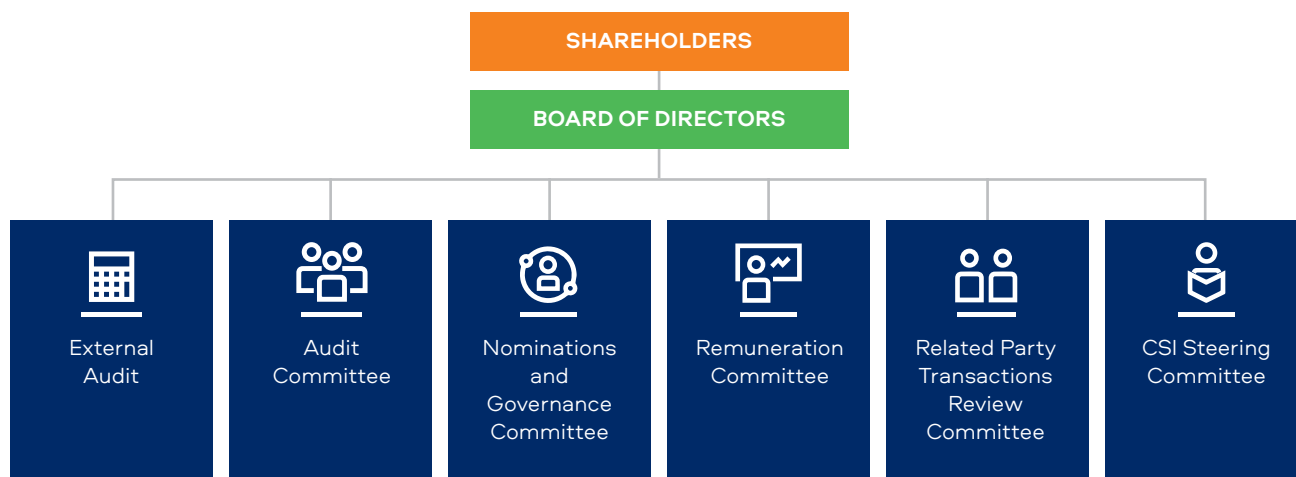 SHAREHOLDERS
BOARD OF DIRECTORS
External
Audit
Audit
Committee
Nominations
and
Governance
Committee
Remuneration
Committee
Related Party
Transactions
Review
Committee
CSI Steering
Committee